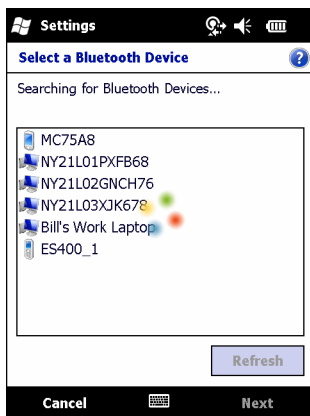 Settings
Select a Bluetooth Device
Searching for Bluetooth Devices...
MC75A8
NY21L01PXFB68
NY21L02GNCH76
NY21L03XJK678
Bill's Work Laptop
ES400_1
Refresh
Cancel Next